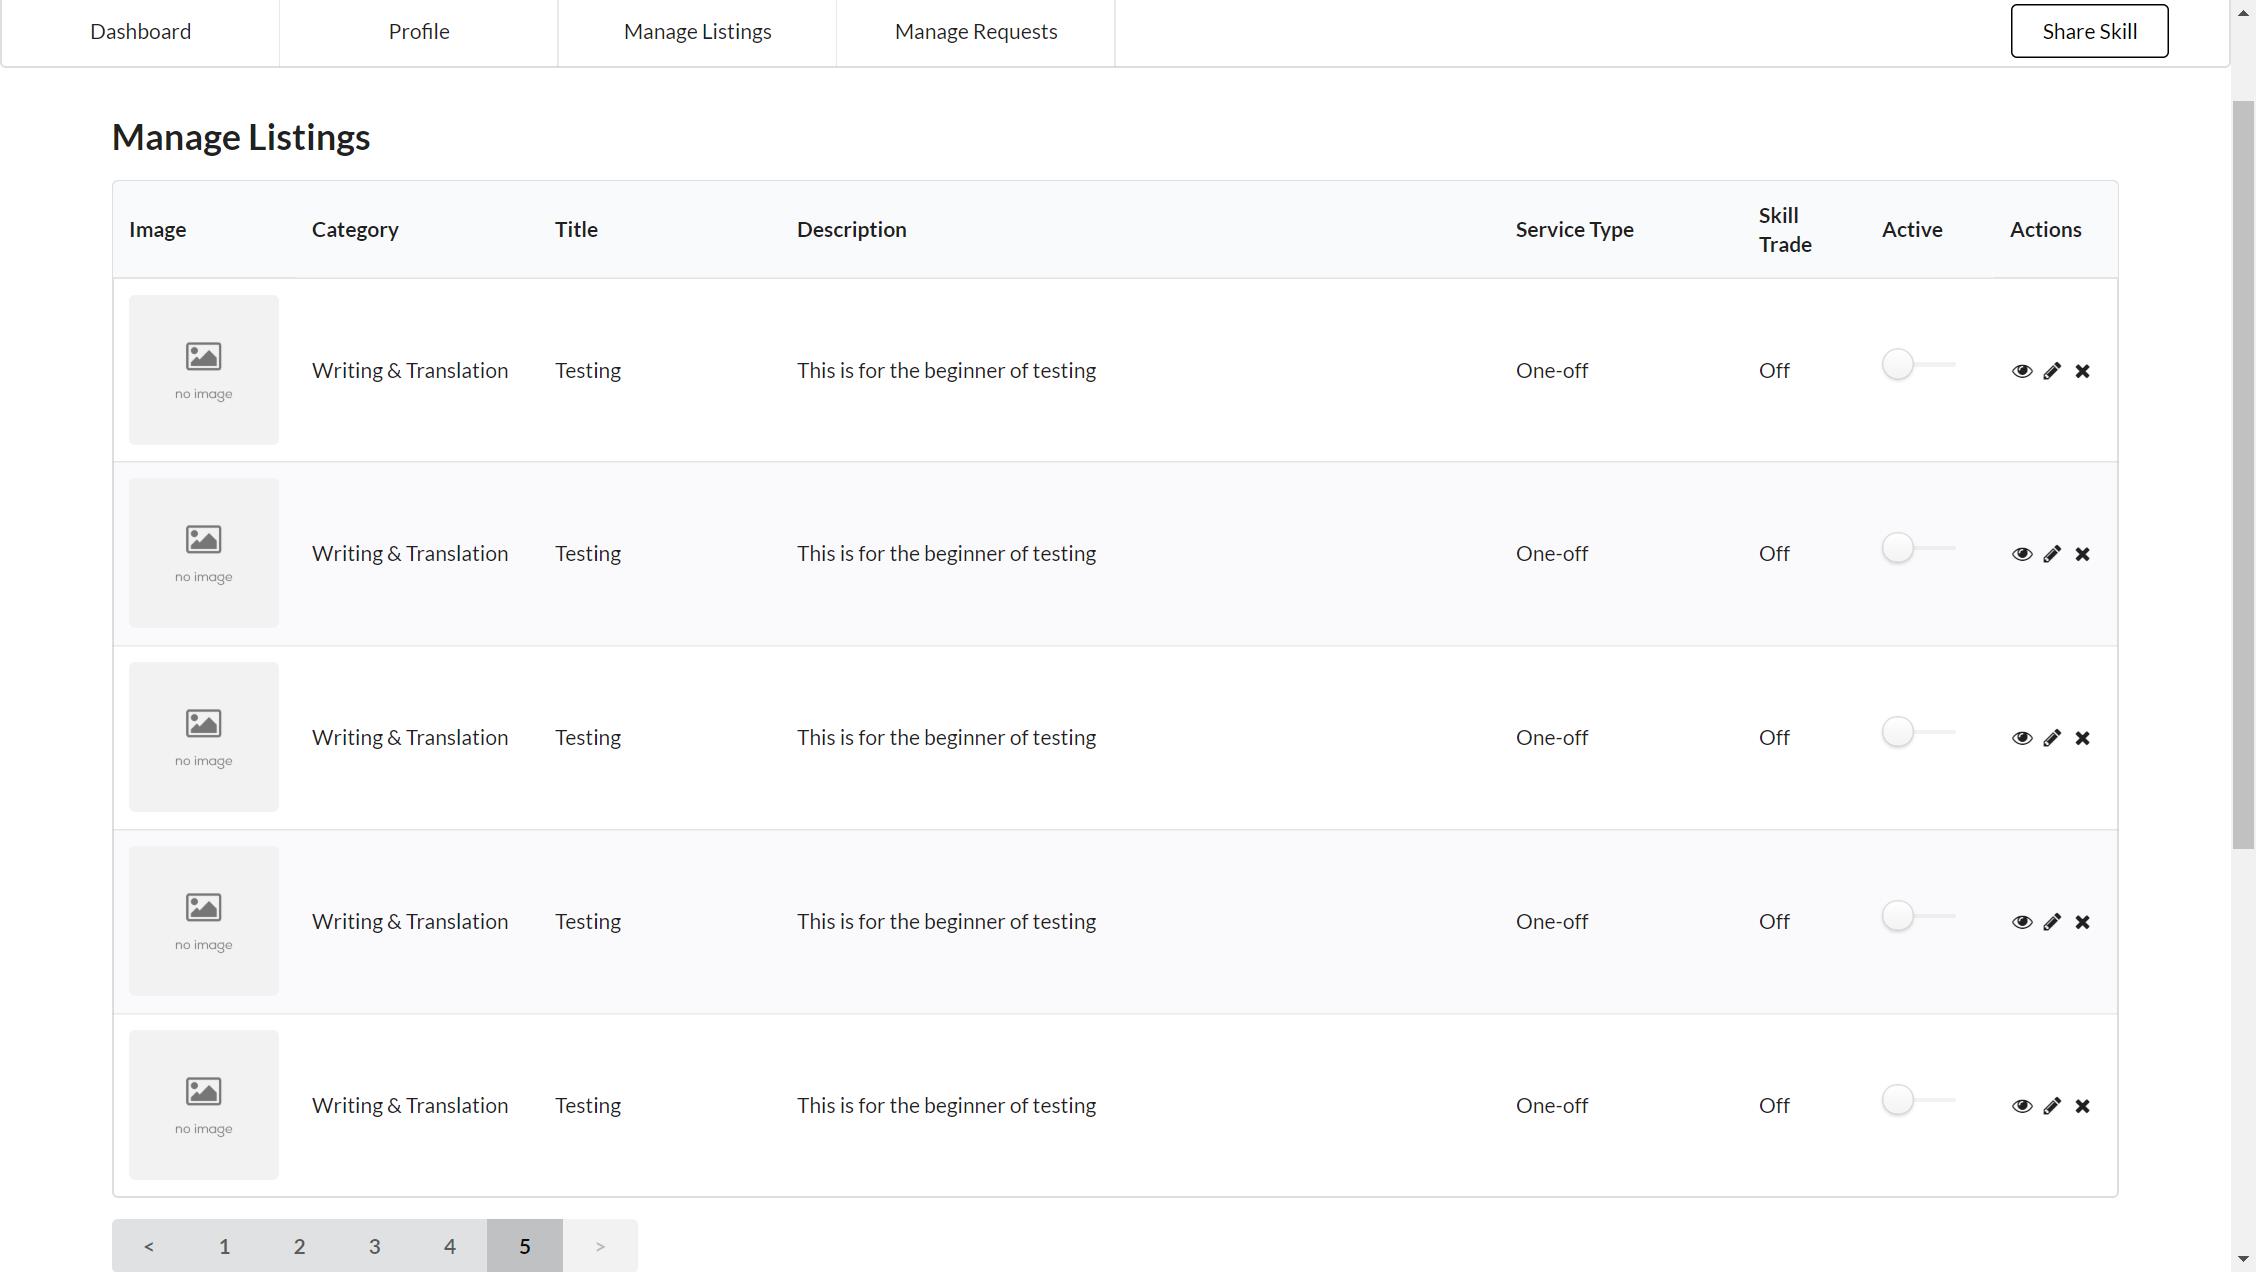 Dashboard Profile Manage Listings Manage Requests Share Skill
Manage Listings
Image Category Title Description Service Type Skill Trade Active Actions
no image Writing & Translation Testing This is for the beginner of testing One-off Off
no image Writing & Translation Testing This is for the beginner of testing One-off Off
no image Writing & Translation Testing This is for the beginner of testing One-off Off
no image Writing & Translation Testing This is for the beginner of testing One-off Off
no image Writing & Translation Testing This is for the beginner of testing One-off Off
< 1 2 3 4 5 >